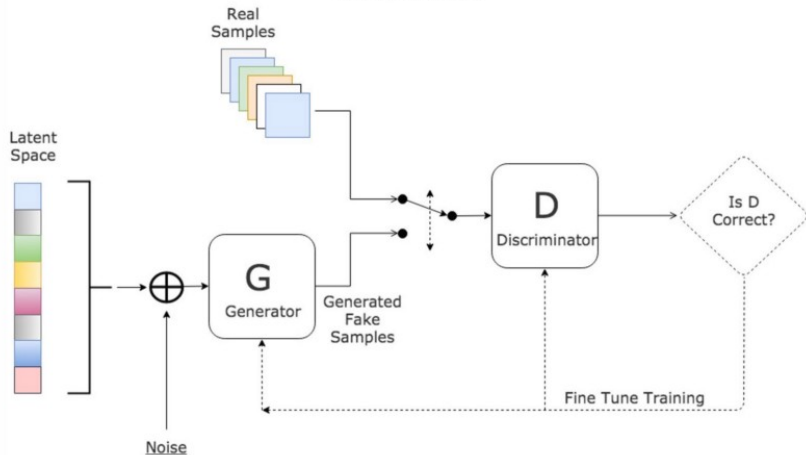 Real
Samples
Latent
Space
D
Discriminator
Is D
Correct?
G
Generator
Generated
Fake
Samples
Fine Tune Training
Noise